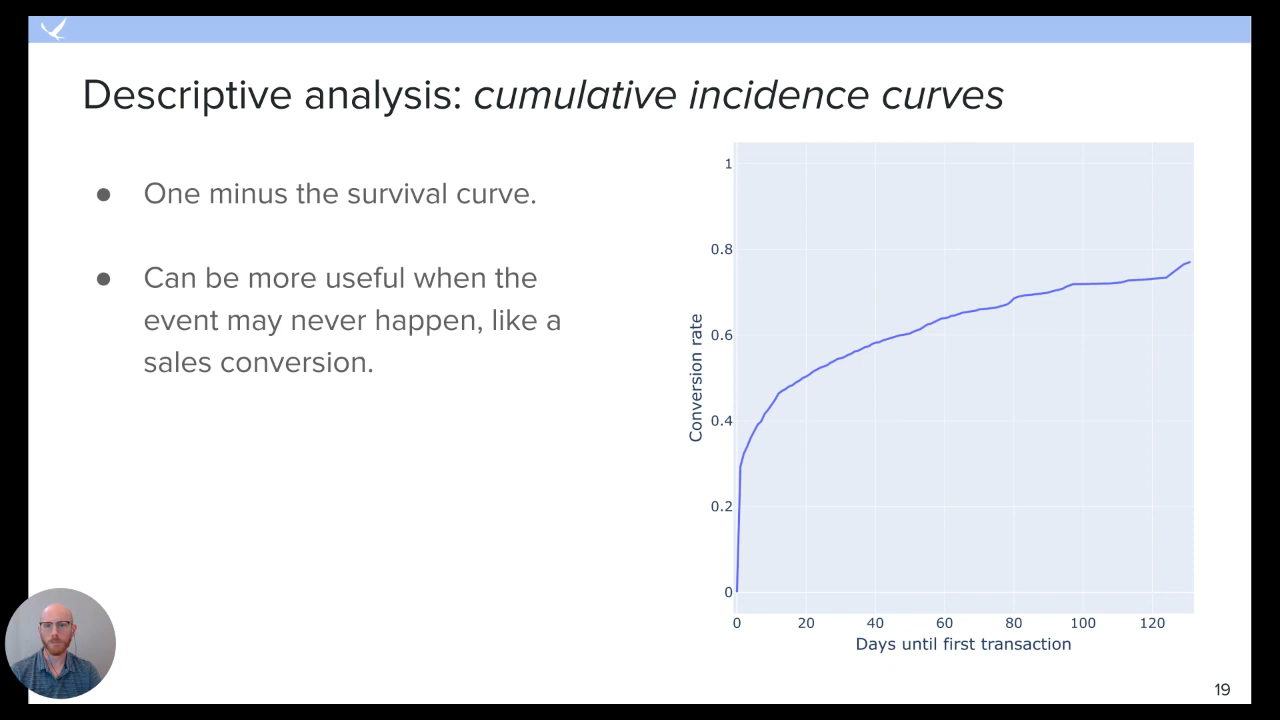 Descriptive analysis: cumulative incidence curves
● One minus the survival curve.
● Can be more useful when the
event may never happen, like a
sales conversion.
1
0.8
0.6
0.4
0.2
0
Conversion rate
0 20 40 60 80 100 120
Days until first transaction
19